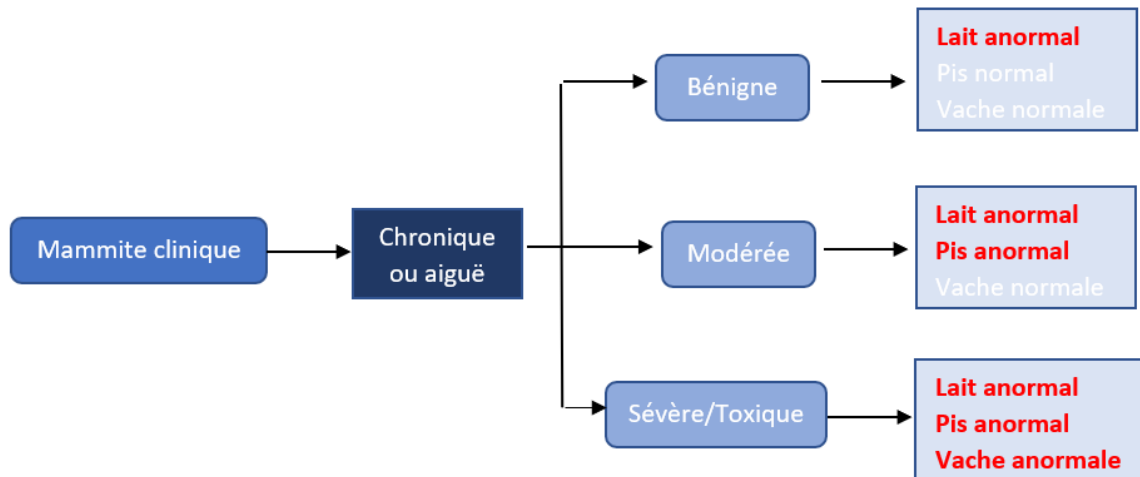 Mammite clinique
Chronique
ou aiguë
Bénigne
Lait anormal
Pis normal
Vache normale
Modérée
Lait anormal
Pis anormal
Vache normale
Sévère/Toxique
Lait anormal
Pis anormal
Vache anormale